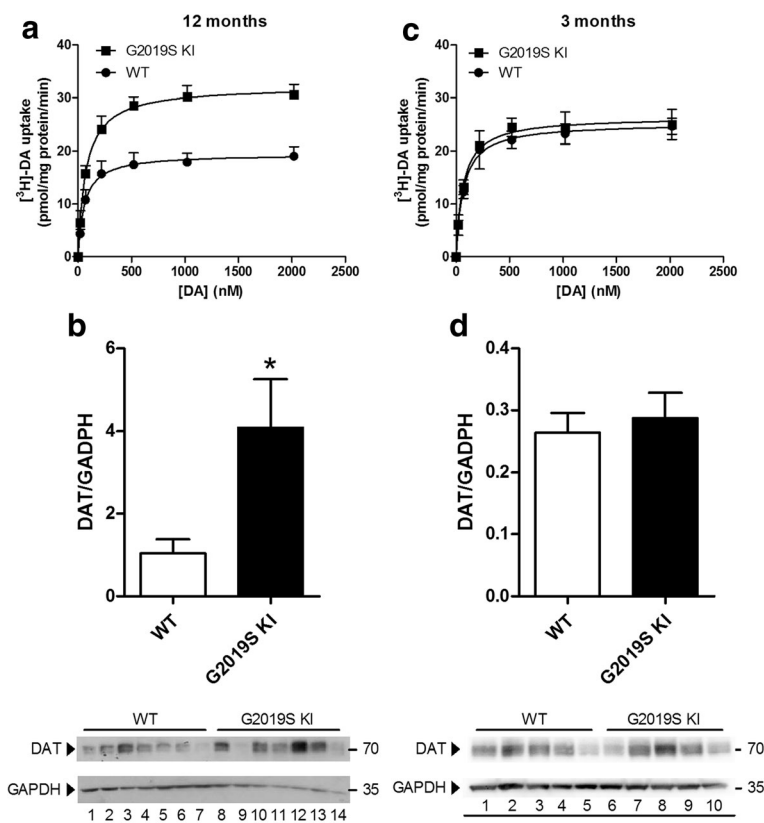 a
12 months
40
30
20
10
0
[³H]-DA uptake
(pmol/mg protein/min)
G2019S KI
WT
0 500 1000 1500 2000 2500
[DA] (nM)
c
3 months
40
30
20
10
0
[³H]-DA uptake
(pmol/mg protein/min)
G2019S KI
WT
0 500 1000 1500 2000 2500
[DA] (nM)
b
6
4
2
0
DAT/GADPH
*
WT
G2019S KI
WT G2019S KI
DAT 70
GAPDH 35
1 2 3 4 5 6 7 8 9 10 11 12 13 14
d
0.4
0.3
0.2
0.1
0.0
DAT/GADPH
WT
G2019S KI
WT G2019S KI
DAT 70
GAPDH 35
1 2 3 4 5 6 7 8 9 10